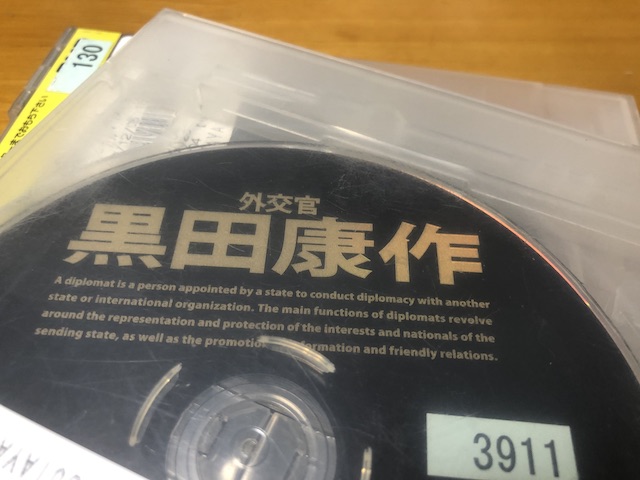 130
外交官
黒田康作
A diplomat is a person appointed by a state to conduct diplomacy with another
state or international organization. The main functions of diplomats revolve
around the representation and protection of the interests and nationals of the
sending state, as well as the promotio formation and friendly relations.
3911